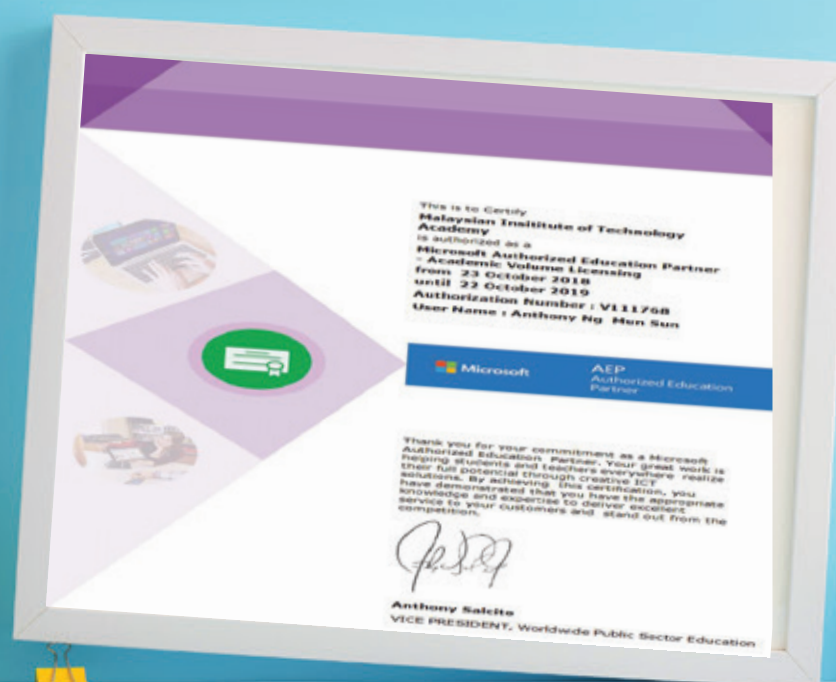 This is to Certify
Malaysian Insititute of Technology
Academy
is authorized as a
Microsoft Authorized Education Partner
- Academic Volume Licensing
from 23 October 2018
until 22 October 2019
Authorization Number : V111768
User Name : Anthony Ng Mun Sun
Microsoft
AEP
Authorized Education
Partner
Thank you for your commitment as a Microsoft
Authorized Education Partner. Your great work is
helping students and teachers everywhere realize
their full potential through creative ICT
solutions. By achieving this certification, you
have demonstrated that you have the appropriate
knowledge and expertise to deliver excellent
service to your customers and stand out from the
competition.
Anthony Salcito
VICE PRESIDENT, Worldwide Public Sector Education